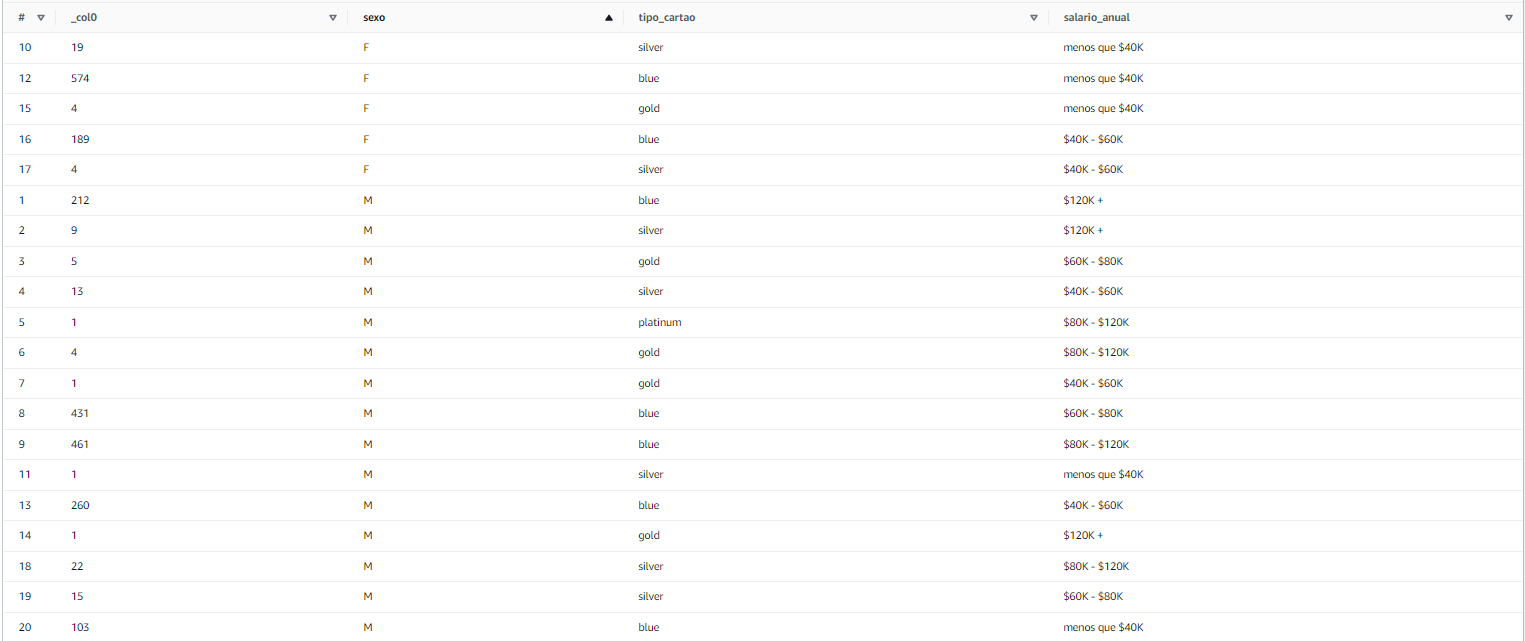 # _col0 sexo tipo_cartao salario_anual
10 19 F silver menos que $40K
12 574 F blue menos que $40K
15 4 F gold menos que $40K
16 189 F blue $40K - $60K
17 4 F silver $40K - $60K
1 212 M blue $120K +
2 9 M silver $120K +
3 5 M gold $60K - $80K
4 13 M silver $40K - $60K
5 1 M platinum $80K - $120K
6 4 M gold $80K - $120K
7 1 M gold $40K - $60K
8 431 M blue $60K - $80K
9 461 M blue $80K - $120K
11 1 M silver menos que $40K
13 260 M blue $40K - $60K
14 1 M gold $120K +
18 22 M silver $80K - $120K
19 15 M silver $60K - $80K
20 103 M blue menos que $40K